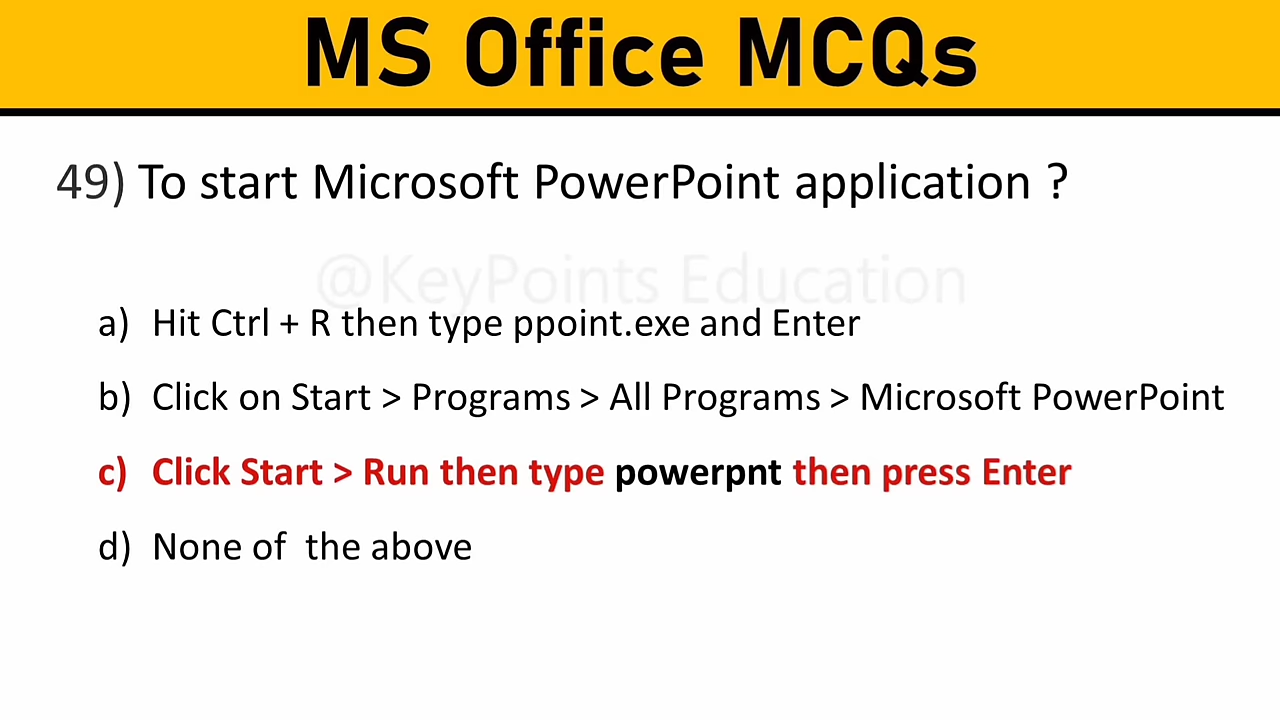 MS Office MCQs
49) To start Microsoft PowerPoint application ?
@KeyPoints Education
a) Hit Ctrl + R then type ppoint.exe and Enter
b) Click on Start > Programs > All Programs > Microsoft PowerPoint
c) Click Start > Run then type powerpnt then press Enter
d) None of the above